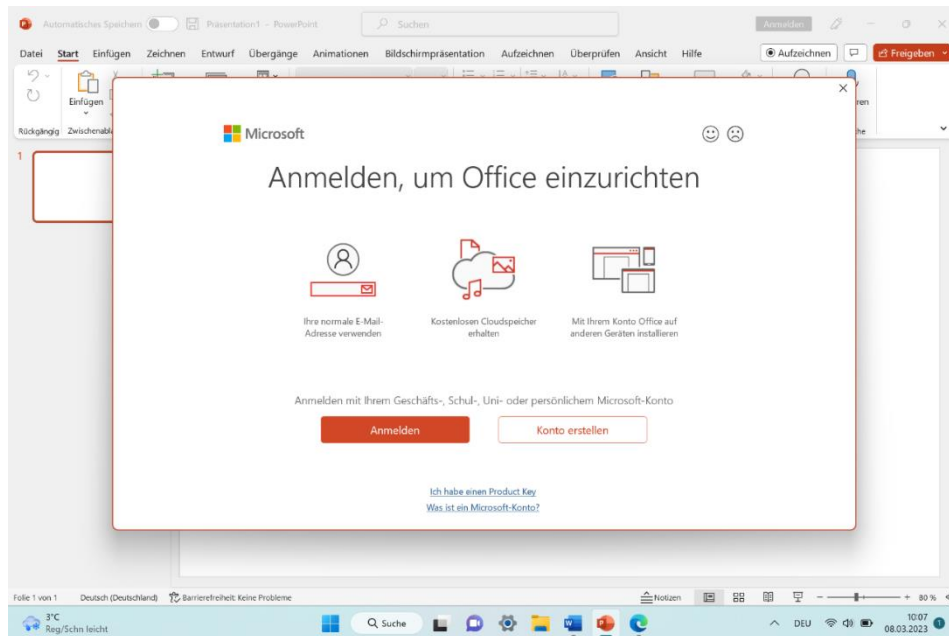 Automatisches Speichern
Präsentation1 - PowerPoint
Suchen
Anmelden
Datei Start Einfügen Zeichnen Entwurf Übergänge Animationen Bildschirmpräsentation Aufzeichnen Überprüfen Ansicht Hilfe
Aufzeichnen
Freigeben
Einfügen
Rückgängig
1
Microsoft
Anmelden, um Office einzurichten
Ihre normale E-Mail-
Adresse verwenden
Kostenlosen Cloudspeicher
erhalten
Mit Ihrem Konto Office auf
anderen Geräten installieren
Anmelden mit Ihrem Geschäfts-, Schul-, Uni- oder persönlichem Microsoft-Konto
Anmelden
Konto erstellen
Ich habe einen Product Key
Was ist ein Microsoft-Konto?
Folie 1 von 1
Deutsch (Deutschland)
Barrierefreiheit: Keine Probleme
Notizen
80 %
3°C
Reg/Schn leicht
Suche
DEU
10:07
08.03.2023